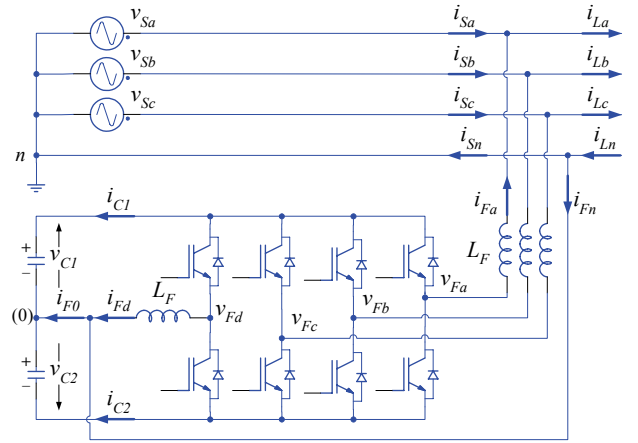 v_Sa i_Sa i_La
v_Sb i_Sb i_Lb
v_Sc i_Sc i_Lc
n i_Sn i_Ln
i_C1 i_Fa i_Fn
+ v_C1 L_F
− v_Fa
i_F0 i_Fd L_F v_Fb
(0) v_Fd v_Fc
+ v_C2
−
i_C2